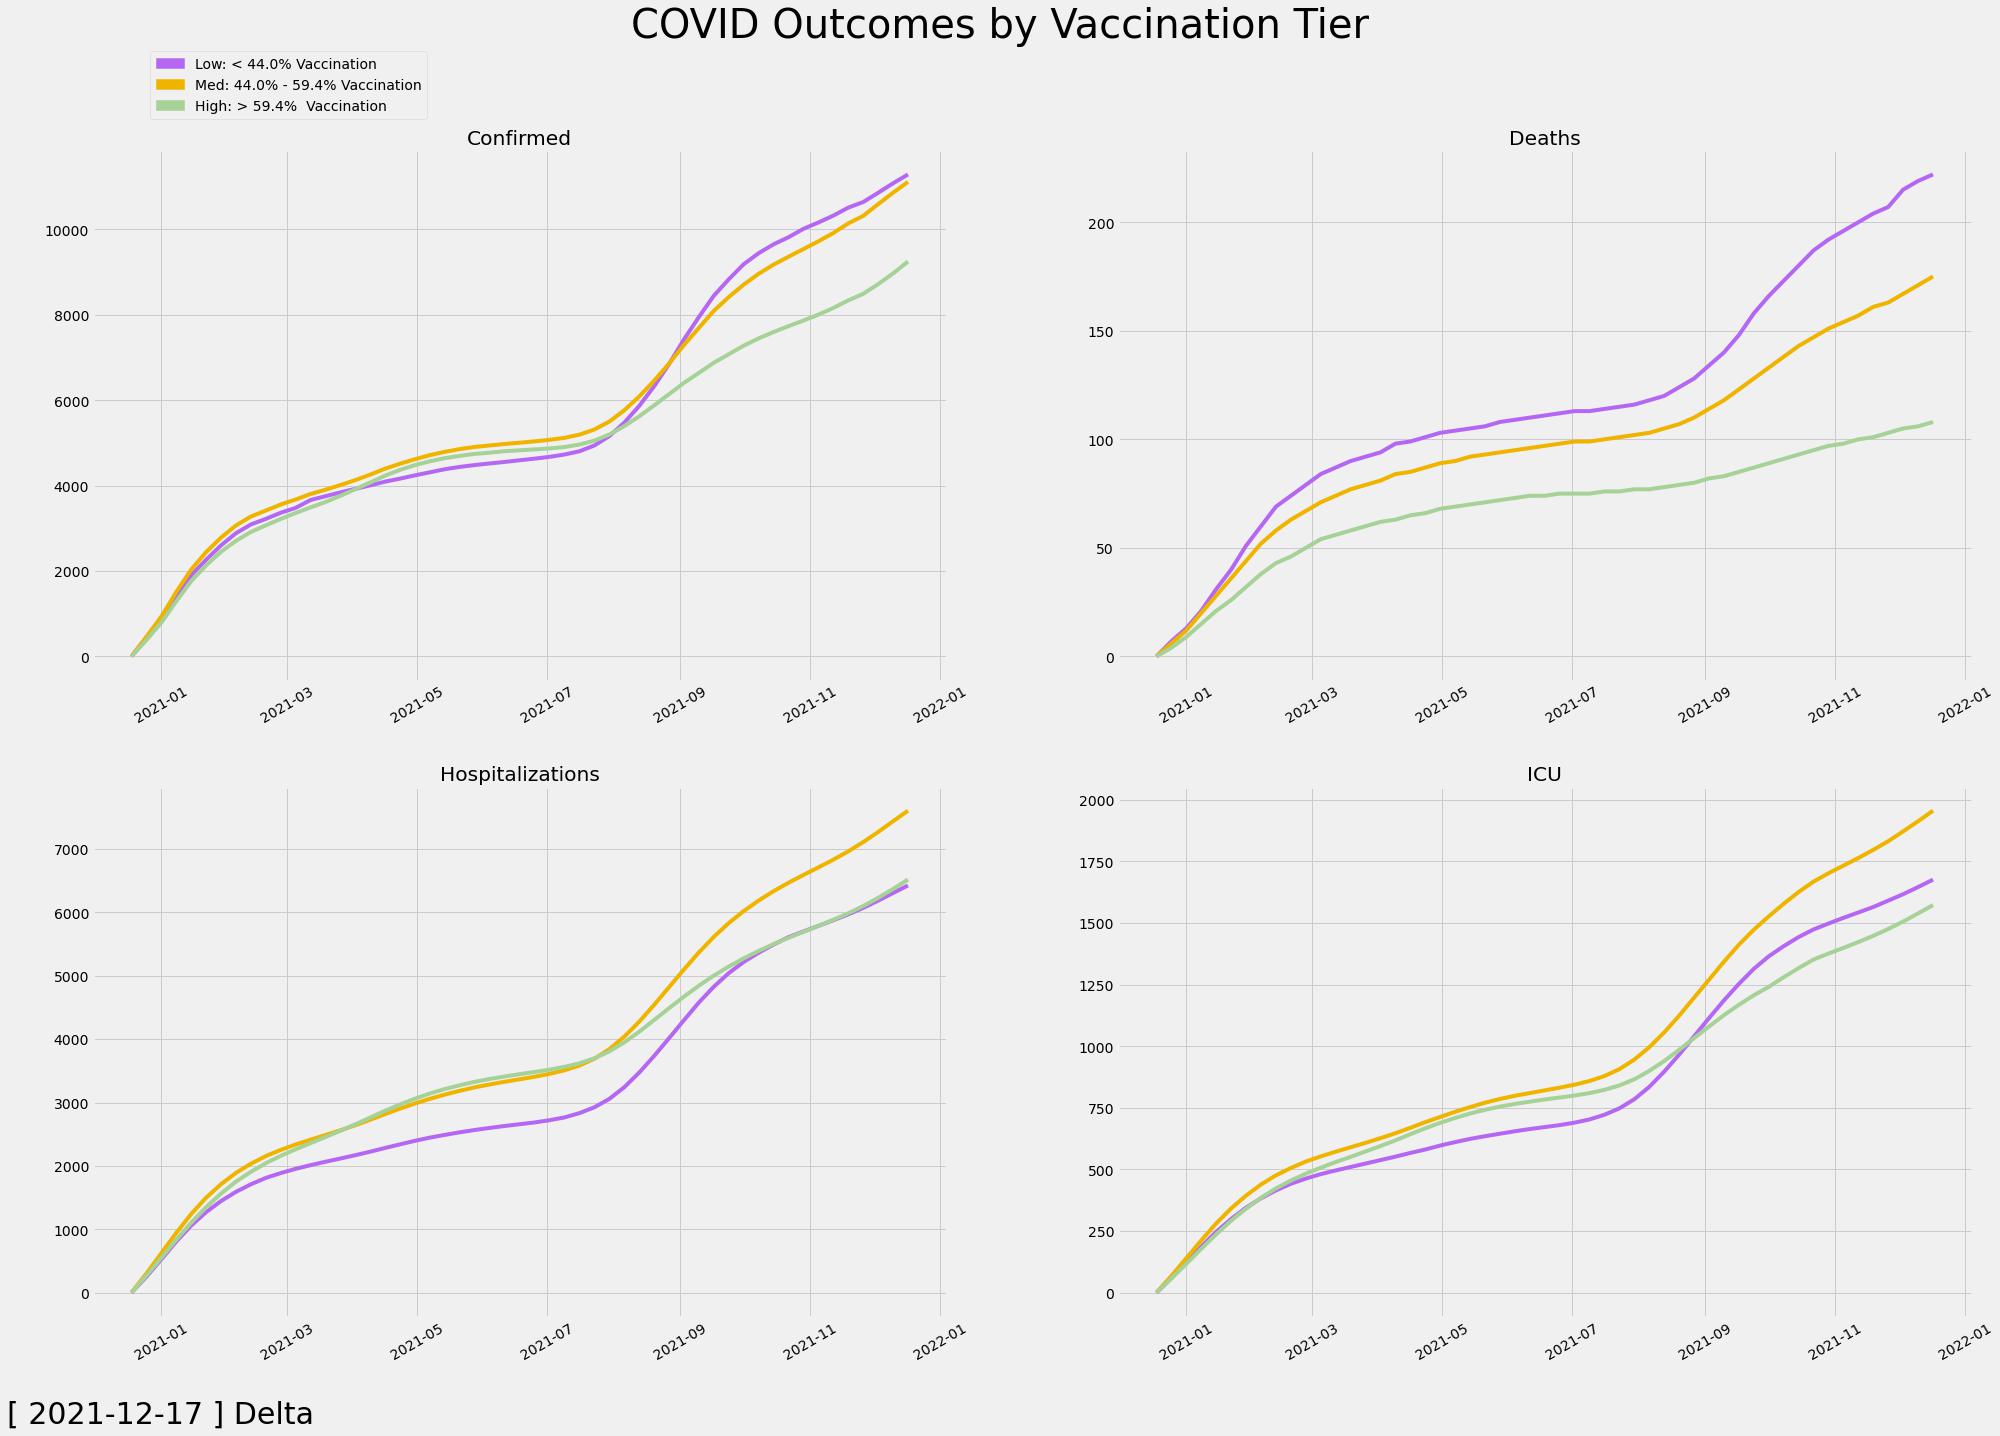 COVID Outcomes by Vaccination Tier
Low: < 44.0% Vaccination
Med: 44.0% - 59.4% Vaccination
High: > 59.4%  Vaccination
Confirmed
10000
8000
6000
4000
2000
0
2021-01 2021-03 2021-05 2021-07 2021-09 2021-11 2022-01
Deaths
200
150
100
50
0
2021-01 2021-03 2021-05 2021-07 2021-09 2021-11 2022-01
Hospitalizations
7000
6000
5000
4000
3000
2000
1000
0
2021-01 2021-03 2021-05 2021-07 2021-09 2021-11 2022-01
ICU
2000
1750
1500
1250
1000
750
500
250
0
2021-01 2021-03 2021-05 2021-07 2021-09 2021-11 2022-01
[ 2021-12-17 ] Delta